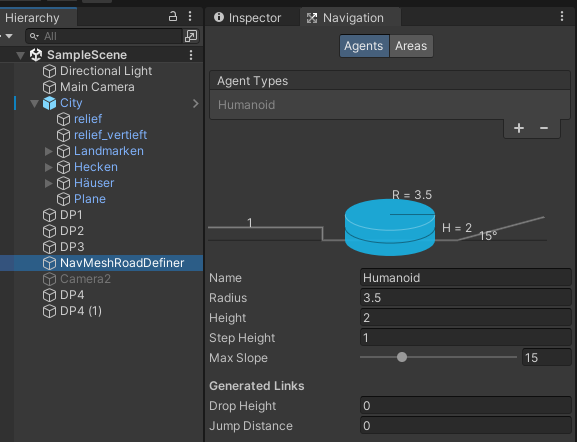 Hierarchy
All
SampleScene
Directional Light
Main Camera
City
relief
relief_vertieft
Landmarken
Hecken
Häuser
Plane
DP1
DP2
DP3
NavMeshRoadDefiner
Camera2
DP4
DP4 (1)
Inspector
Navigation
Agents
Areas
Agent Types
Humanoid
R = 3.5
1
H = 2
15°
Name
Humanoid
Radius
3.5
Height
2
Step Height
1
Max Slope
15
Generated Links
Drop Height
0
Jump Distance
0